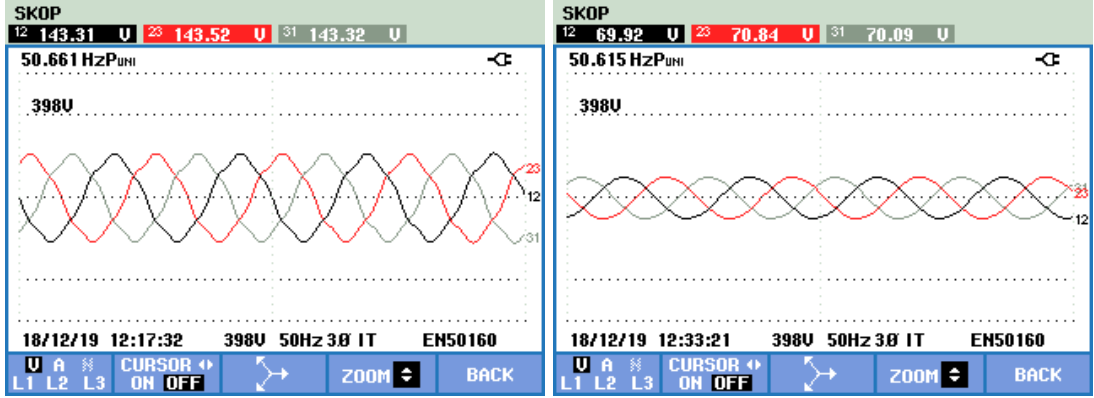 SKOP
12 143.31 V 23 143.52 V 31 143.32 V
50.661 HzPUNI
398V
23
12
31
18/12/19 12:17:32 398V 50Hz 3.0̸ IT EN50160
V A
L1 L2 L3
CURSOR
ON OFF
ZOOM
BACK
SKOP
12 69.92 V 23 70.84 V 31 70.09 V
50.615 HzPUNI
398V
31
23
12
18/12/19 12:33:21 398V 50Hz 3.0̸ IT EN50160
V A
L1 L2 L3
CURSOR
ON OFF
ZOOM
BACK